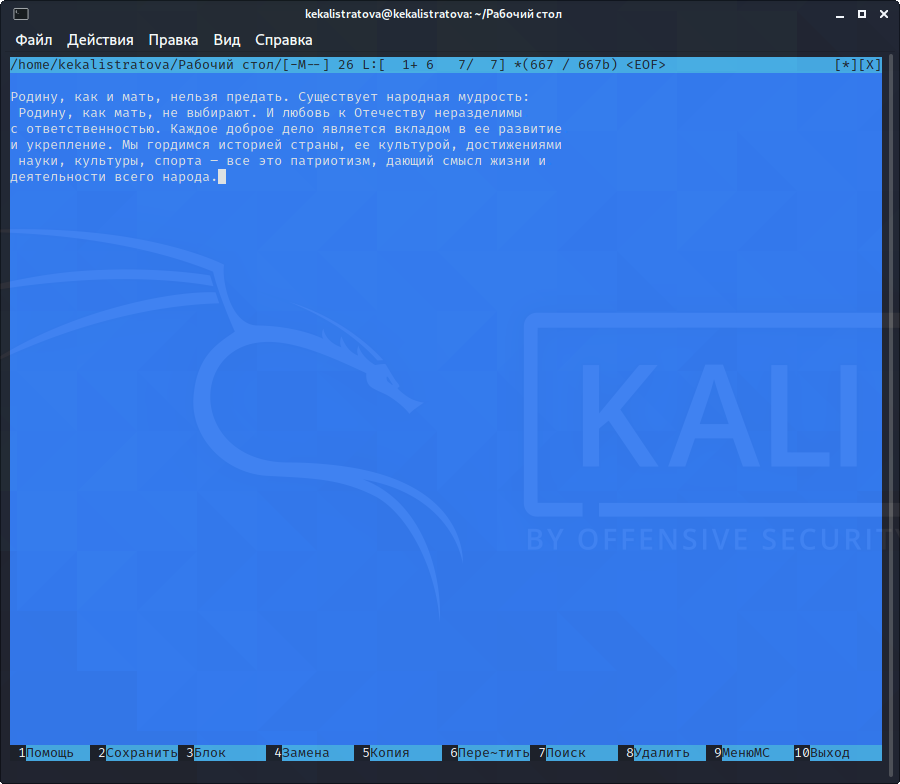 kekalistratova@kekalistratova: ~/Рабочий стол
Файл Действия Правка Вид Справка
/home/kekalistratova/Рабочий стол/[-M--] 26 L:[  1+ 6   7/  7] *(667 / 667b) <EOF> [*][X]
Родину, как и мать, нельзя предать. Существует народная мудрость:
Родину, как мать, не выбирают. И любовь к Отечеству неразделимы
с ответственностью. Каждое доброе дело является вкладом в ее развитие
и укрепление. Мы гордимся историей страны, ее культурой, достижениями
науки, культуры, спорта – все это патриотизм, дающий смысл жизни и
деятельности всего народа.
KALI
BY OFFENSIVE SECURIT
1Помощь 2Сохранить 3Блок 4Замена 5Копия 6Пере~тить 7Поиск 8Удалить 9МенюMC 10Выход